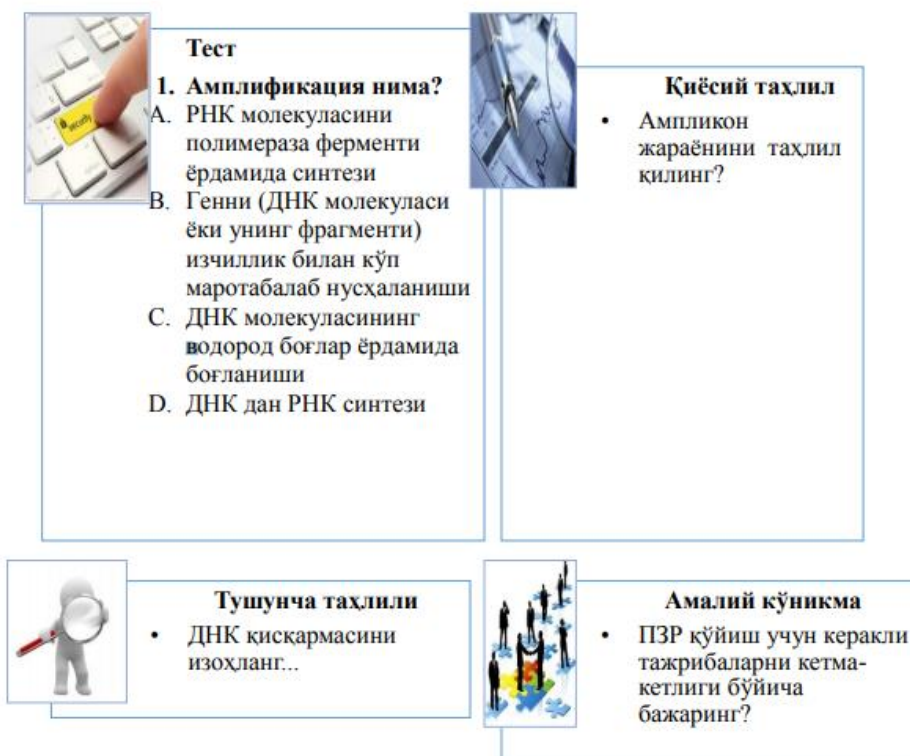 Тест
1. Амплификация нима?
A. РНК молекуласини
полимераза ферменти
ёрдамида синтези
B. Генни (ДНК молекуласи
ёки унинг фрагменти)
изчиллик билан кўп
маротабалаб нусҳаланиши
C. ДНК молекуласининг
водород боғлар ёрдамида
боғланиши
D. ДНК дан РНК синтези
security
Қиёсий таҳлил
• Ампликон
жараёнини таҳлил
қилинг?
Тушунча таҳлили
• ДНК қисқармасини
изоҳланг...
Амалий кўникма
• ПЗР қўйиш учун керакли
тажрибаларни кетма-
кетлиги бўйича
бажаринг?